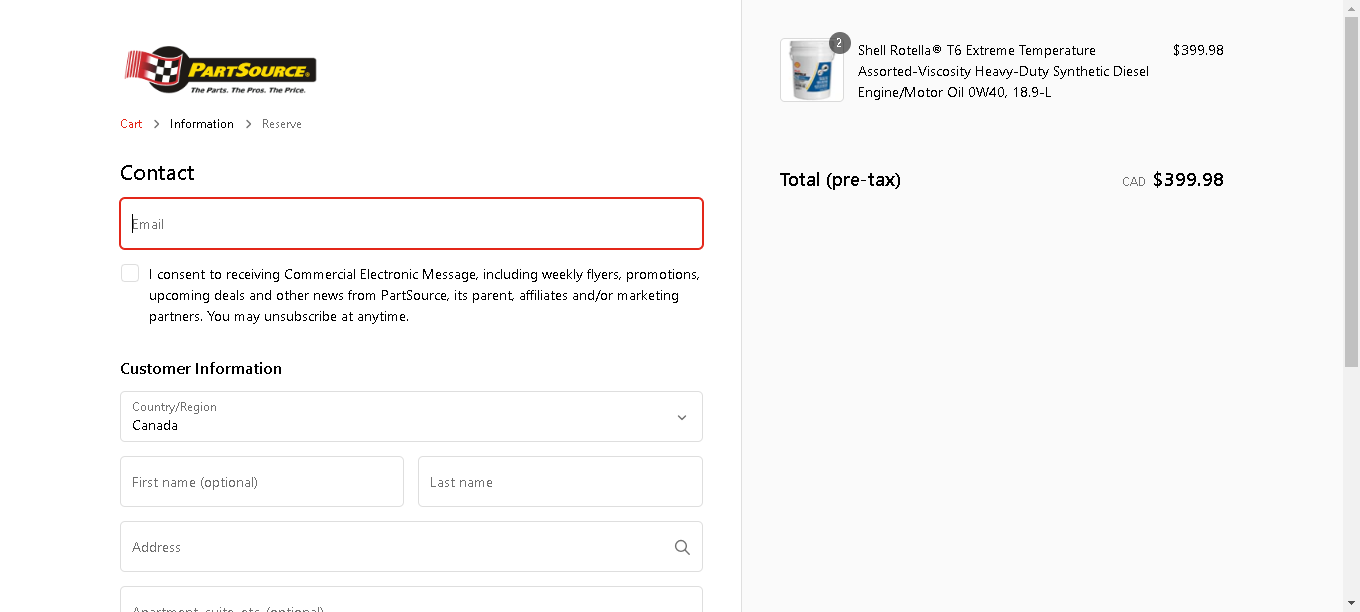 PARTSOURCE®
The Parts. The Pros. The Price.
Cart > Information > Reserve
Contact
Email
I consent to receiving Commercial Electronic Message, including weekly flyers, promotions,
upcoming deals and other news from PartSource, its parent, affiliates and/or marketing
partners. You may unsubscribe at anytime.
Customer Information
Country/Region
Canada
First name (optional) Last name
Address
Apartment, suite, etc. (optional)
2
Shell Rotella® T6 Extreme Temperature $399.98
Assorted-Viscosity Heavy-Duty Synthetic Diesel
Engine/Motor Oil 0W40, 18.9-L
Total (pre-tax) CAD $399.98